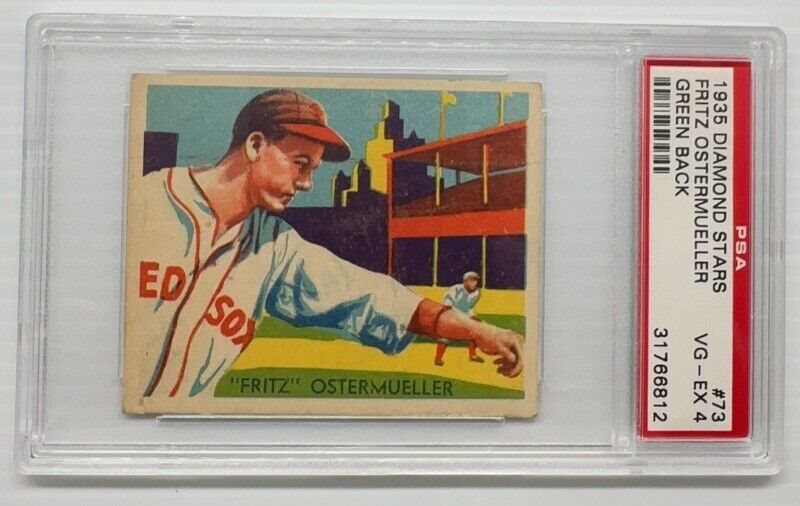 ED SOX
"FRITZ" OSTERMUELLER
1935 DIAMOND STARS #73
FRITZ OSTERMUELLER VG-EX 4
GREEN BACK 31766812
PSA